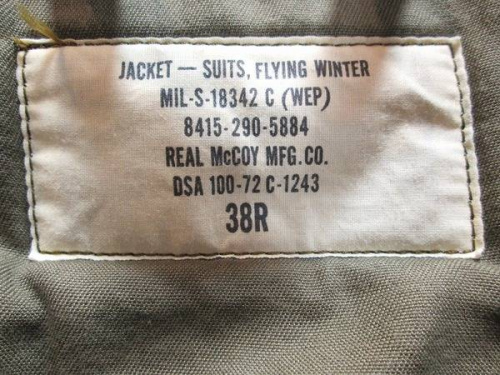 JACKET — SUITS, FLYING WINTER
MIL-S-18342 C (WEP)
8415-290-5884
REAL McCOY MFG. CO.
DSA 100-72 C-1243
38R